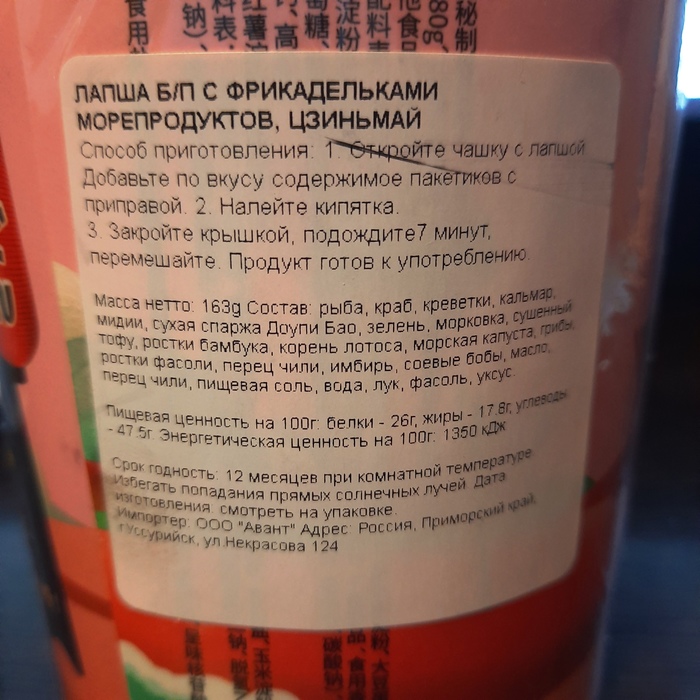 ЛАПША Б/П С ФРИКАДЕЛЬКАМИ
МОРЕПРОДУКТОВ, ЦЗИНЬМАЙ
Способ приготовления: 1. Откройте чашку с лапшой
Добавьте по вкусу содержимое пакетиков с
приправой. 2. Налейте кипятка.
3. Закройте крышкой, подождите7 минут,
перемешайте. Продукт готов к употреблению.
Масса нетто: 163g Состав: рыба, краб, креветки, кальмар,
мидии, сухая спаржа Доупи Бао, зелень, морковка, сушенный
тофу, ростки бамбука, корень лотоса, морская капуста, грибы,
ростки фасоли, перец чили, имбирь, соевые бобы, масло,
перец чили, пищевая соль, вода, лук, фасоль, уксус.
Пищевая ценность на 100г: белки - 26г, жиры - 17.8г, углеводы
- 47.5г. Энергетическая ценность на 100г: 1350 кДж
Срок годность: 12 месяцев при комнатной температуре.
Избегать попадания прямых солнечных лучей. Дата
изготовления: смотреть на упаковке.
Импортер: ООО "Авант" Адрес: Россия, Приморский край,
г.Уссурийск, ул.Некрасова 124